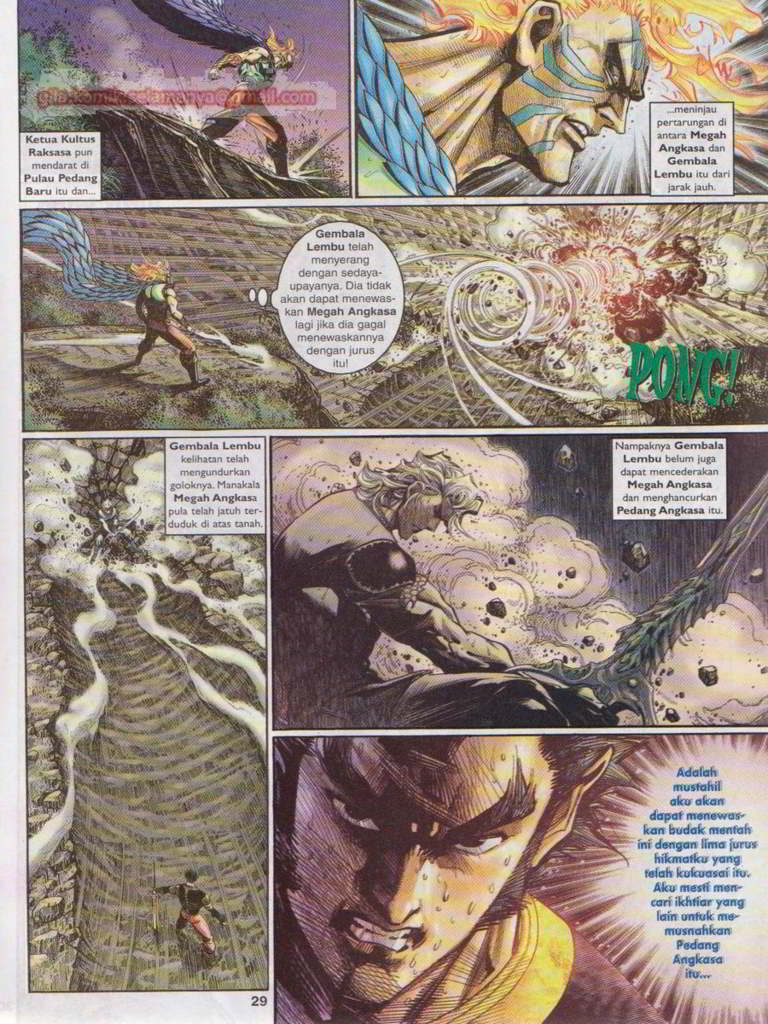 gila-komikselamanya@gmail.com
Ketua Kultus
Raksasa pun
mendarat di
Pulau Pedang
Baru itu dan...
...meninjau
pertarungan di
antara Megah
Angkasa dan
Gembala
Lembu itu dari
jarak jauh.
Gembala
Lembu telah
menyerang
dengan sedaya-
upayanya. Dia tidak
akan dapat menewas-
kan Megah Angkasa
lagi jika dia gagal
menewaskannya
dengan jurus
itu!
PONG!
Gembala Lembu
kelihatan telah
mengundurkan
goloknya. Manakala
Megah Angkasa
pula telah jatuh ter-
duduk di atas tanah.
Nampaknya Gembala
Lembu belum juga
dapat mencederakan
Megah Angkasa
dan menghancurkan
Pedang Angkasa itu.
Adalah
mustahil
aku akan
dapat menewas-
kan budak mentah
ini dengan lima jurus
hikmatku yang
telah kukuasai itu.
Aku mesti men-
cari ikhtiar yang
lain untuk me-
musnahkan
Pedang
Angkasa
itu...
29